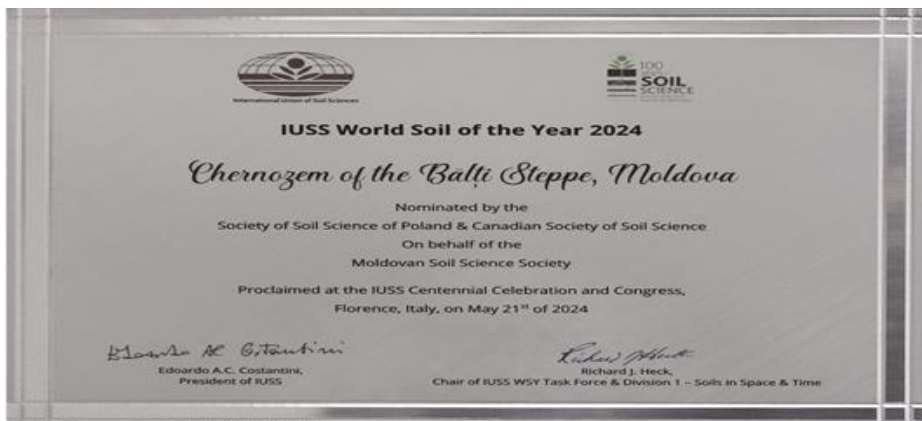 International Union of Soil Sciences
100
SOIL
SCIENCE
IUSS World Soil of the Year 2024
Chernozem of the Balți Steppe, Moldova
Nominated by the
Society of Soil Science of Poland & Canadian Society of Soil Science
On behalf of the
Moldovan Soil Science Society
Proclaimed at the IUSS Centennial Celebration and Congress,
Florence, Italy, on May 21st of 2024
Edoardo A.C. Costantini,
President of IUSS
Richard J. Heck,
Chair of IUSS WSY Task Force & Division 1 – Soils in Space & Time